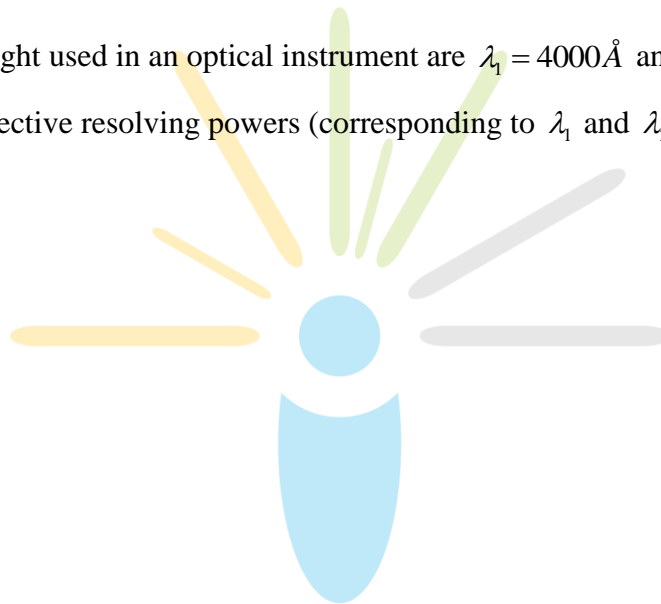 ght used in an optical instrument are λ₁ = 4000Å an
ective resolving powers (corresponding to λ₁ and λ